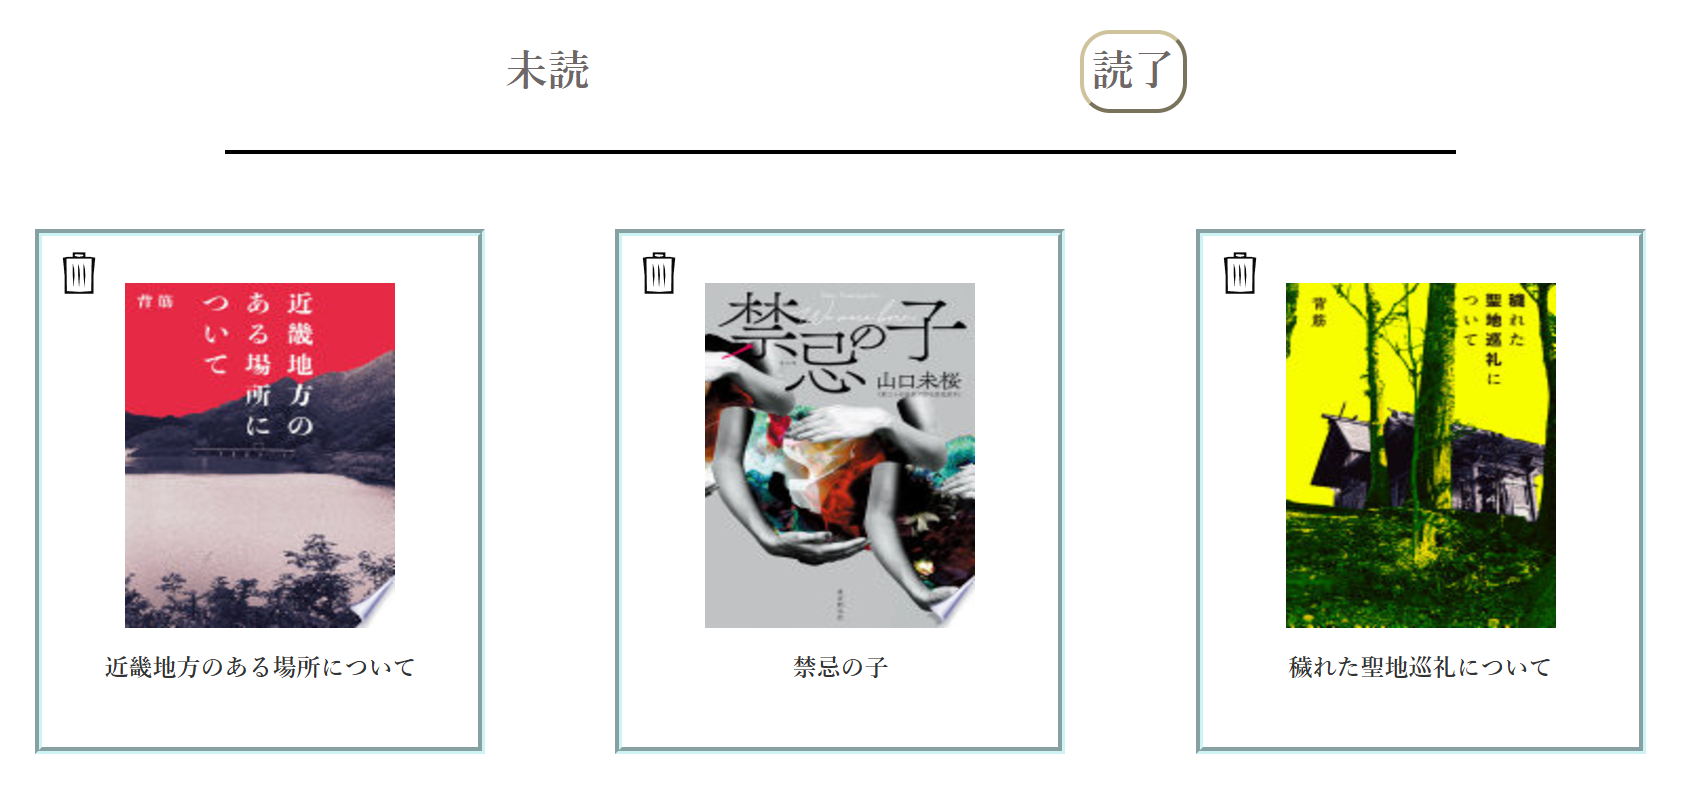 未読
読了
背筋
近畿地方の
ある場所に
ついて
近畿地方のある場所について
禁忌の子
山口未桜
禁忌の子
背筋
穢れた
聖地巡礼に
ついて
穢れた聖地巡礼について